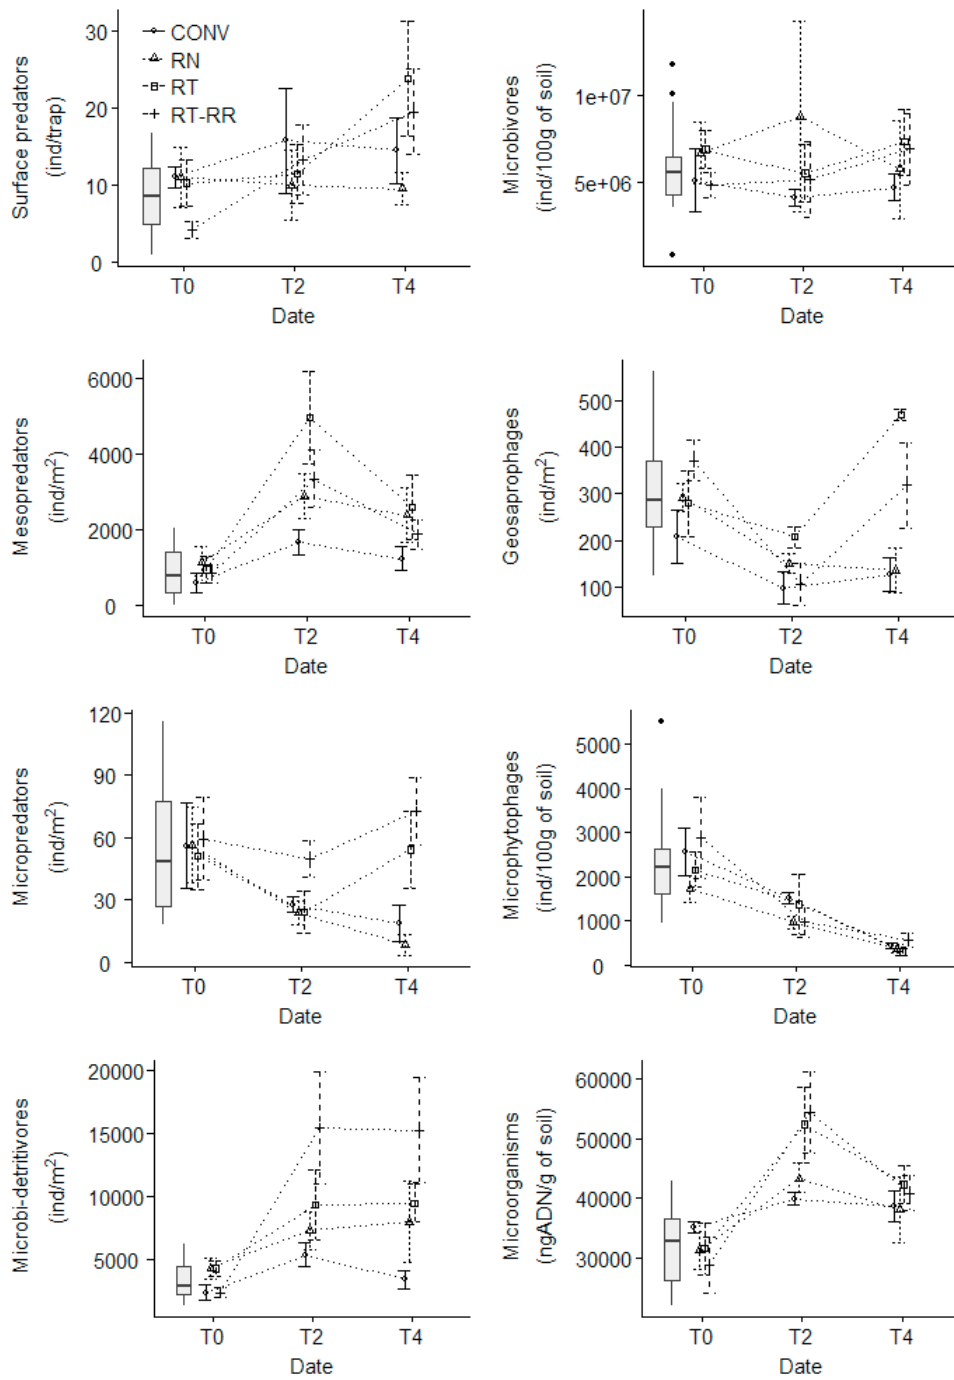 Surface predators
(ind/trap)
30
20
10
0
CONV
RN
RT
RT-RR
T0 T2 T4
Date
Microbivores
(ind/100g of soil)
1e+07
5e+06
T0 T2 T4
Date
Mesopredators
(ind/m²)
6000
4000
2000
0
T0 T2 T4
Date
Geosaprophages
(ind/m²)
500
400
300
200
100
T0 T2 T4
Date
Micropredators
(ind/m²)
120
90
60
30
0
T0 T2 T4
Date
Microphytophages
(ind/100g of soil)
5000
4000
3000
2000
1000
0
T0 T2 T4
Date
Microbi-detritivores
(ind/m²)
20000
15000
10000
5000
T0 T2 T4
Date
Microorganisms
(ngADN/g of soil)
60000
50000
40000
30000
T0 T2 T4
Date